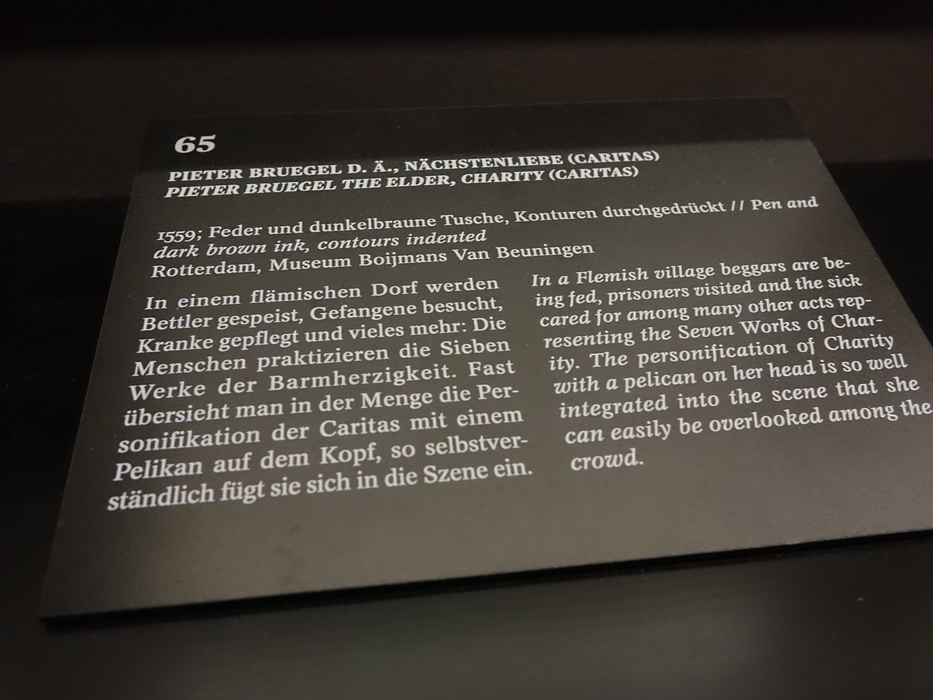 65
PIETER BRUEGEL D. Ä., NÄCHSTENLIEBE (CARITAS)
PIETER BRUEGEL THE ELDER, CHARITY (CARITAS)
1559; Feder und dunkelbraune Tusche, Konturen durchgedrückt // Pen and
dark brown ink, contours indented
Rotterdam, Museum Boijmans Van Beuningen
In einem flämischen Dorf werden
Bettler gespeist, Gefangene besucht,
Kranke gepflegt und vieles mehr: Die
Menschen praktizieren die Sieben
Werke der Barmherzigkeit. Fast
übersieht man in der Menge die Per-
sonifikation der Caritas mit einem
Pelikan auf dem Kopf, so selbstver-
ständlich fügt sie sich in die Szene ein.
In a Flemish village beggars are be-
ing fed, prisoners visited and the sick
cared for among many other acts rep-
resenting the Seven Works of Char-
ity. The personification of Charity
with a pelican on her head is so well
integrated into the scene that she
can easily be overlooked among the
crowd.